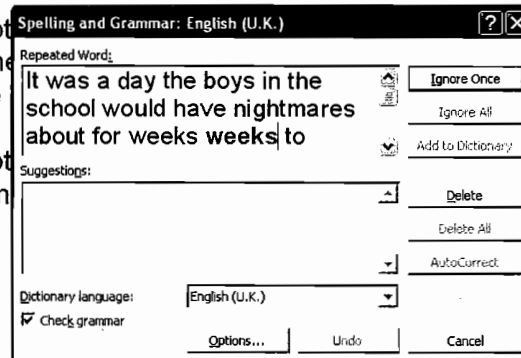 Spelling and Grammar: English (U.K.)
Repeated Word:
It was a day the boys in the
school would have nightmares
about for weeks weeks to
Ignore Once
Ignore All
Add to Dictionary
Suggestions:
Delete
Delete All
AutoCorrect
Dictionary language: English (U.K.)
Check grammar
Options... Undo Cancel